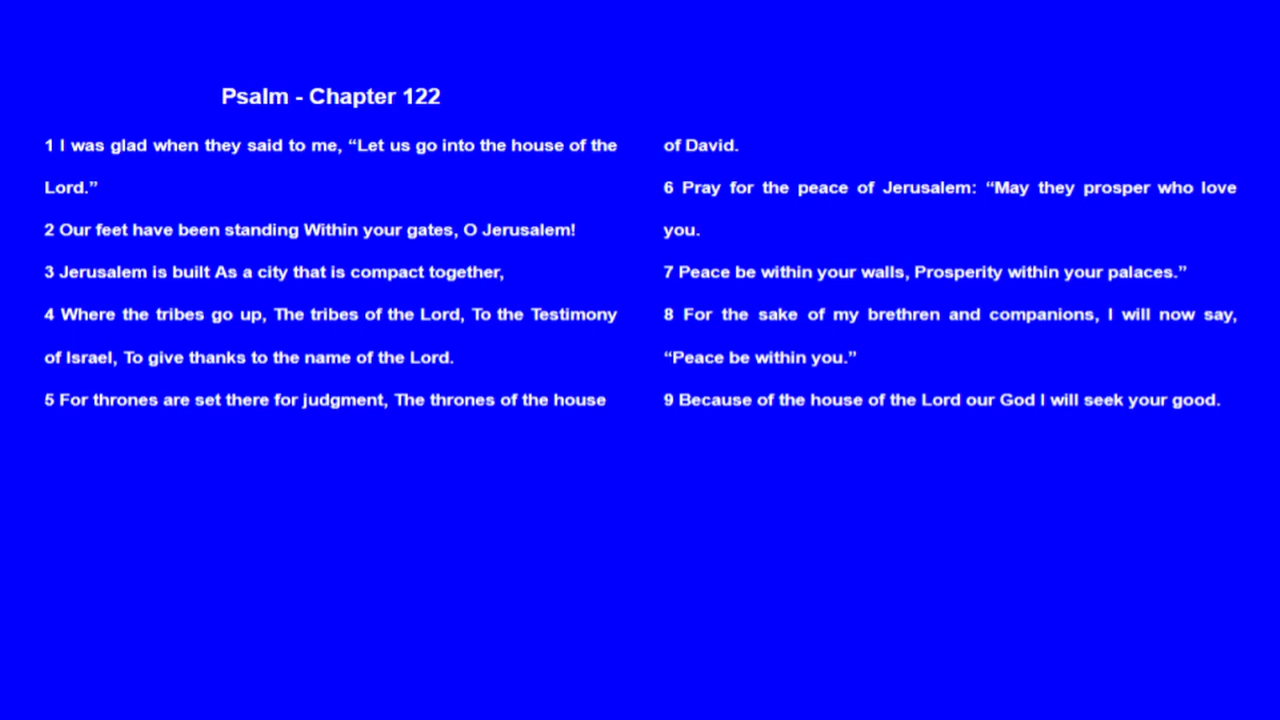 Psalm - Chapter 122
1 I was glad when they said to me, “Let us go into the house of the
Lord.”
2 Our feet have been standing Within your gates, O Jerusalem!
3 Jerusalem is built As a city that is compact together,
4 Where the tribes go up, The tribes of the Lord, To the Testimony
of Israel, To give thanks to the name of the Lord.
5 For thrones are set there for judgment, The thrones of the house
of David.
6 Pray for the peace of Jerusalem: “May they prosper who love
you.
7 Peace be within your walls, Prosperity within your palaces.”
8 For the sake of my brethren and companions, I will now say,
“Peace be within you.”
9 Because of the house of the Lord our God I will seek your good.